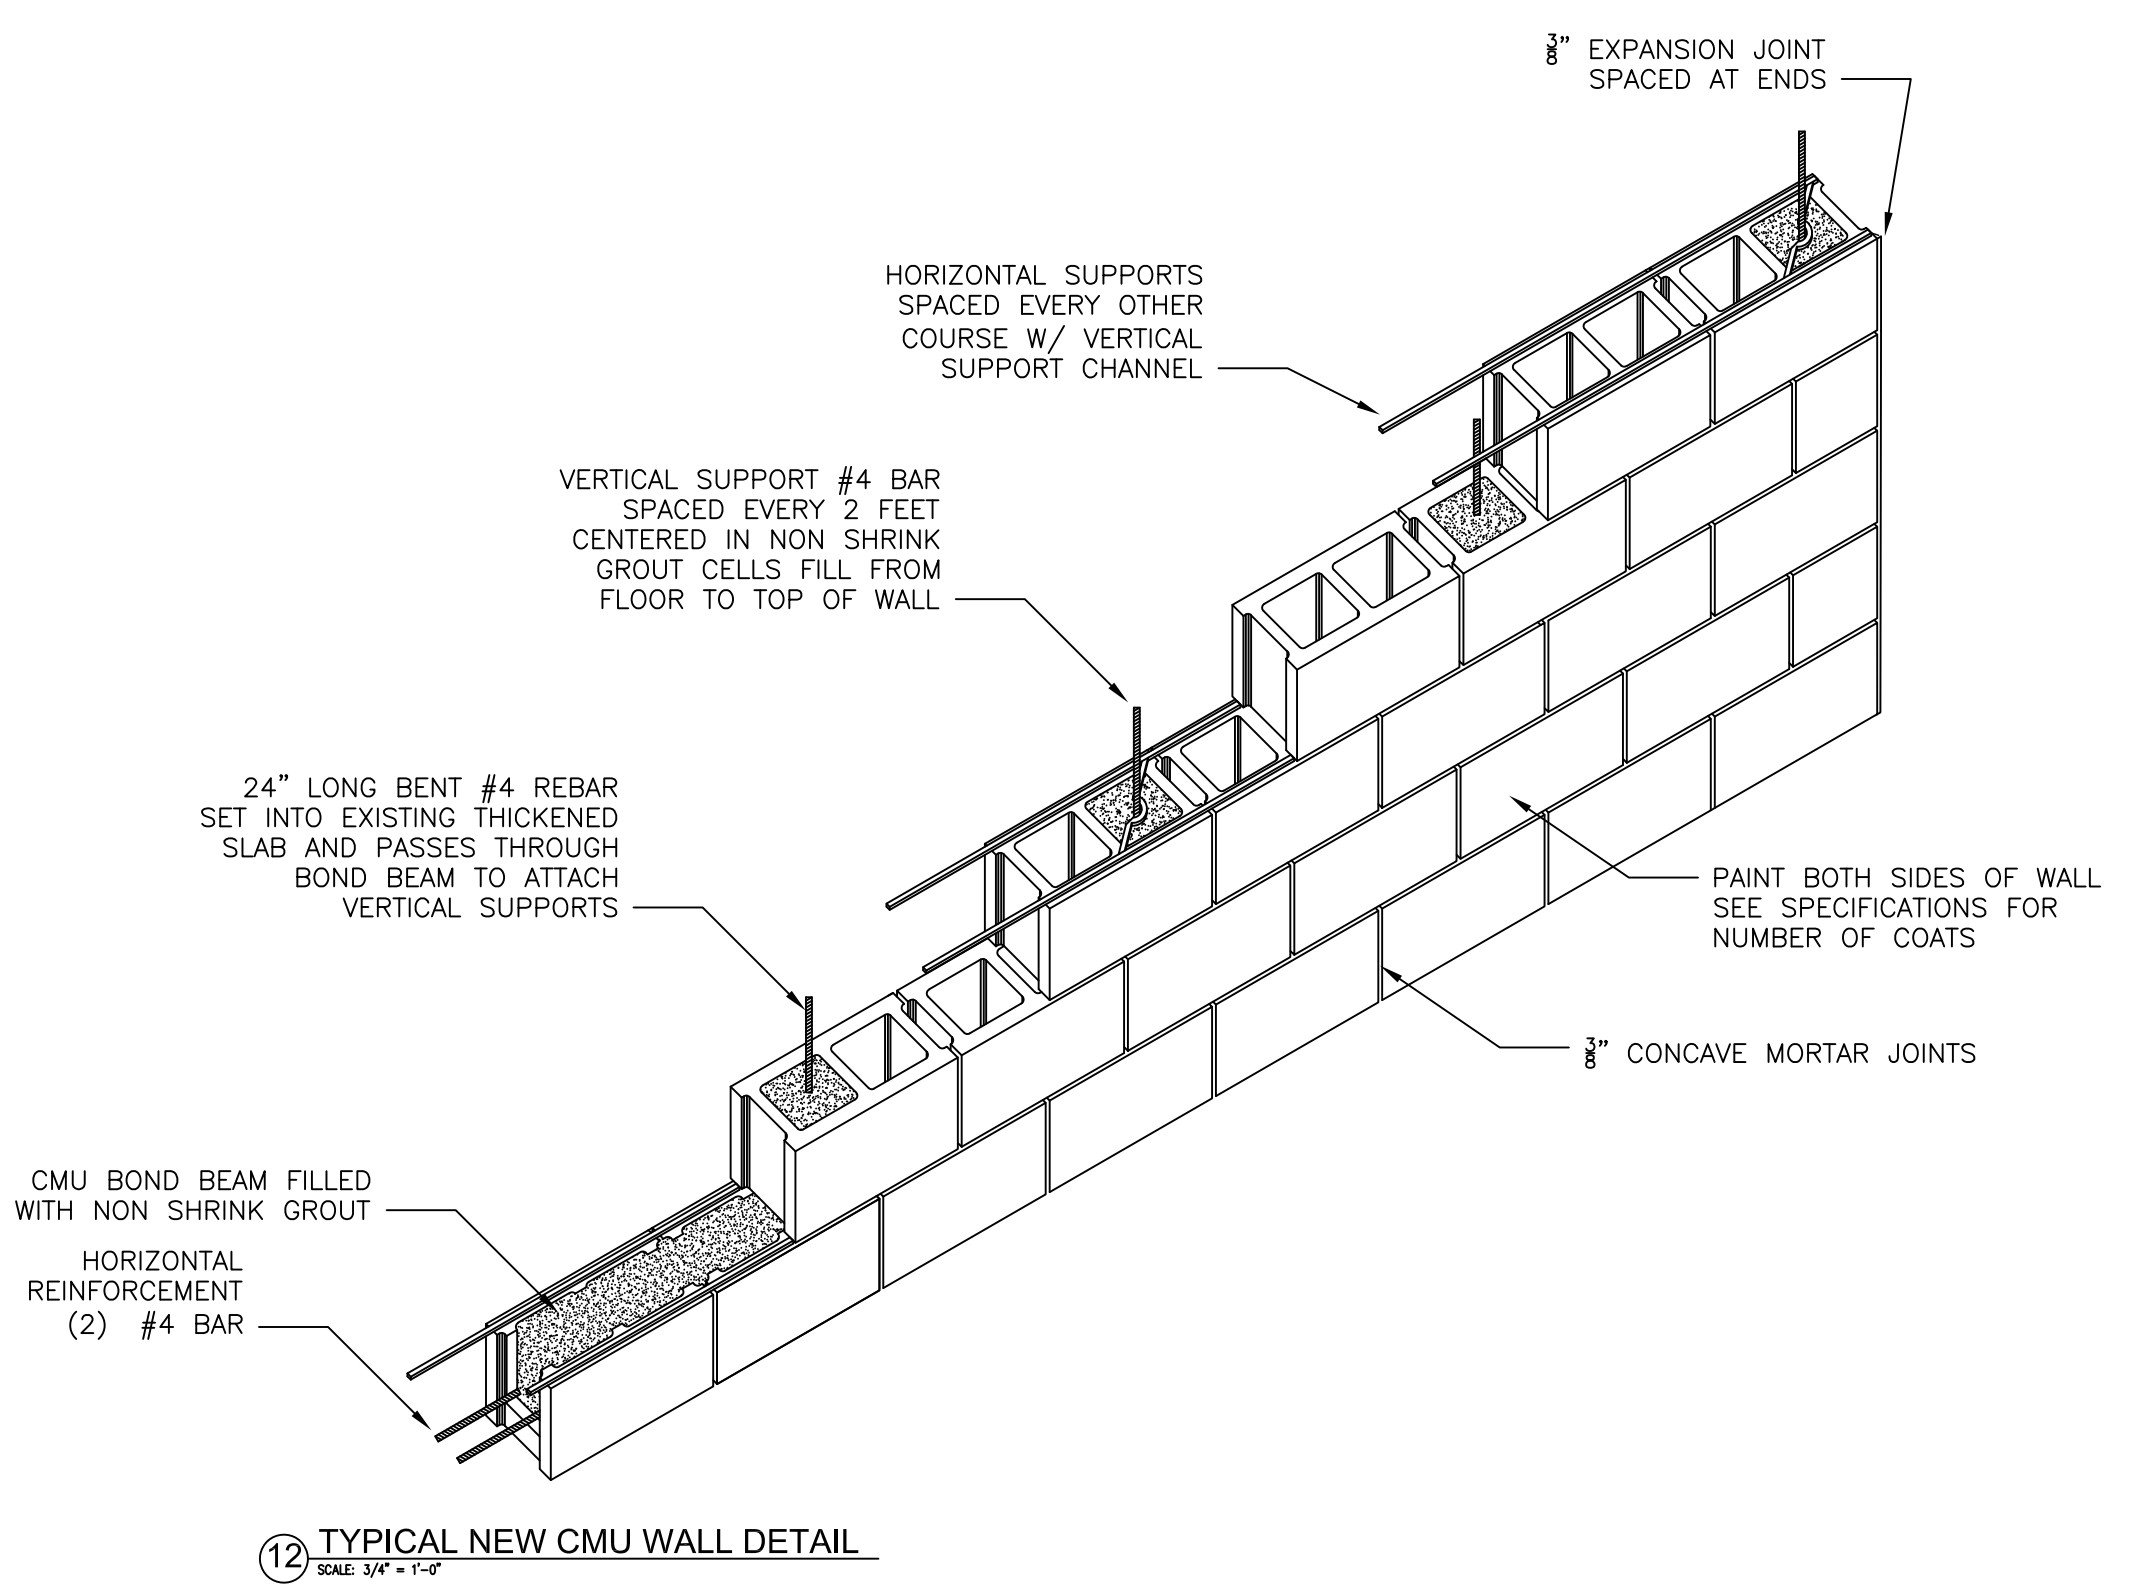 ⅜” EXPANSION JOINT
SPACED AT ENDS
HORIZONTAL SUPPORTS
SPACED EVERY OTHER
COURSE W/ VERTICAL
SUPPORT CHANNEL
VERTICAL SUPPORT #4 BAR
SPACED EVERY 2 FEET
CENTERED IN NON SHRINK
GROUT CELLS FILL FROM
FLOOR TO TOP OF WALL
24” LONG BENT #4 REBAR
SET INTO EXISTING THICKENED
SLAB AND PASSES THROUGH
BOND BEAM TO ATTACH
VERTICAL SUPPORTS
PAINT BOTH SIDES OF WALL
SEE SPECIFICATIONS FOR
NUMBER OF COATS
⅜” CONCAVE MORTAR JOINTS
CMU BOND BEAM FILLED
WITH NON SHRINK GROUT
HORIZONTAL
REINFORCEMENT
(2) #4 BAR
12 TYPICAL NEW CMU WALL DETAIL
SCALE: 3/4" = 1'-0"